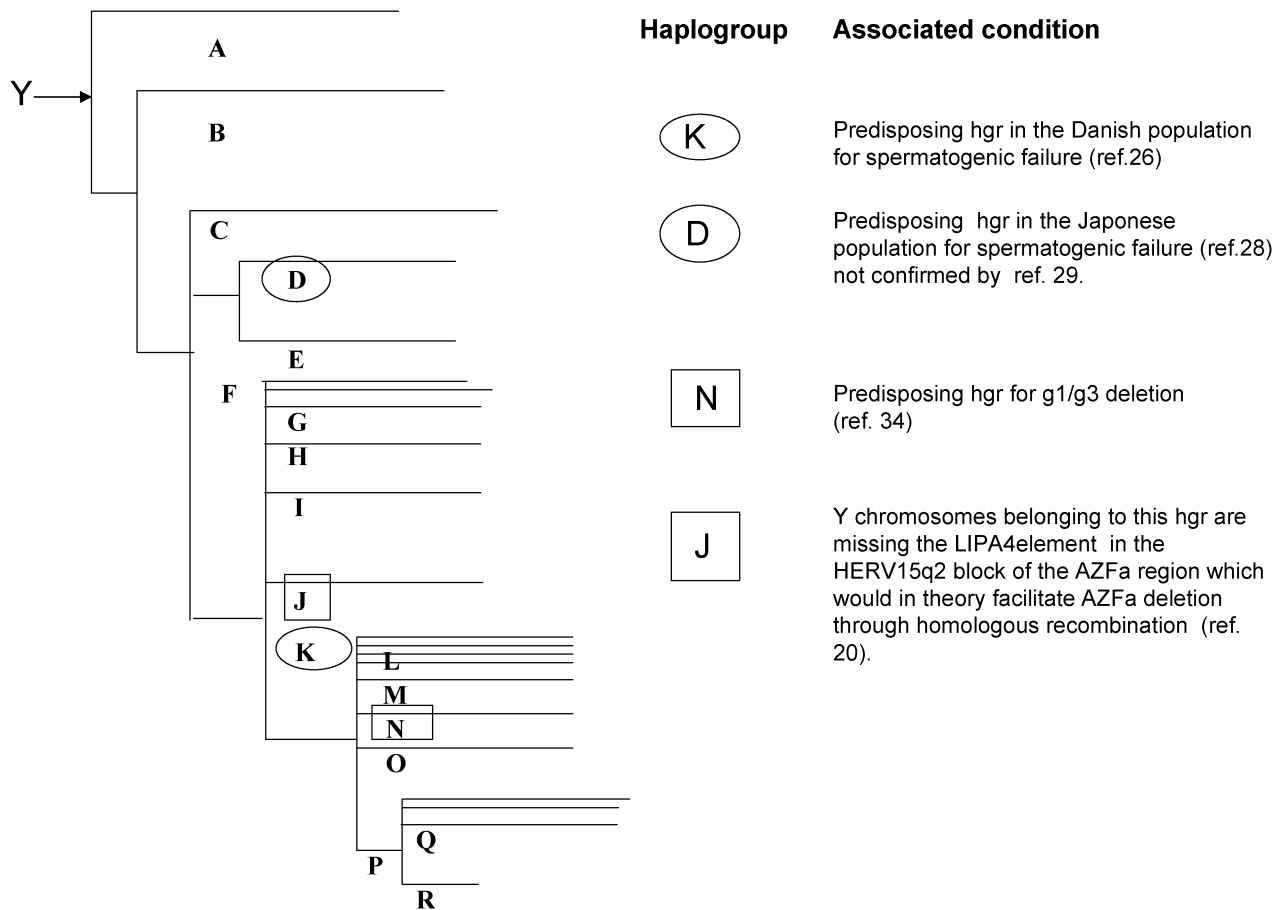 Y
A
B
C
D
E
F
G
H
I
J
K
L
M
N
O
P
Q
R
Haplogroup Associated condition
K
Predisposing hgr in the Danish population
for spermatogenic failure (ref.26)
D
Predisposing hgr in the Japonese
population for spermatogenic failure (ref.28)
not confirmed by ref. 29.
N
Predisposing hgr for g1/g3 deletion
(ref. 34)
J
Y chromosomes belonging to this hgr are
missing the LIPA4element in the
HERV15q2 block of the AZFa region which
would in theory facilitate AZFa deletion
through homologous recombination (ref.
20).